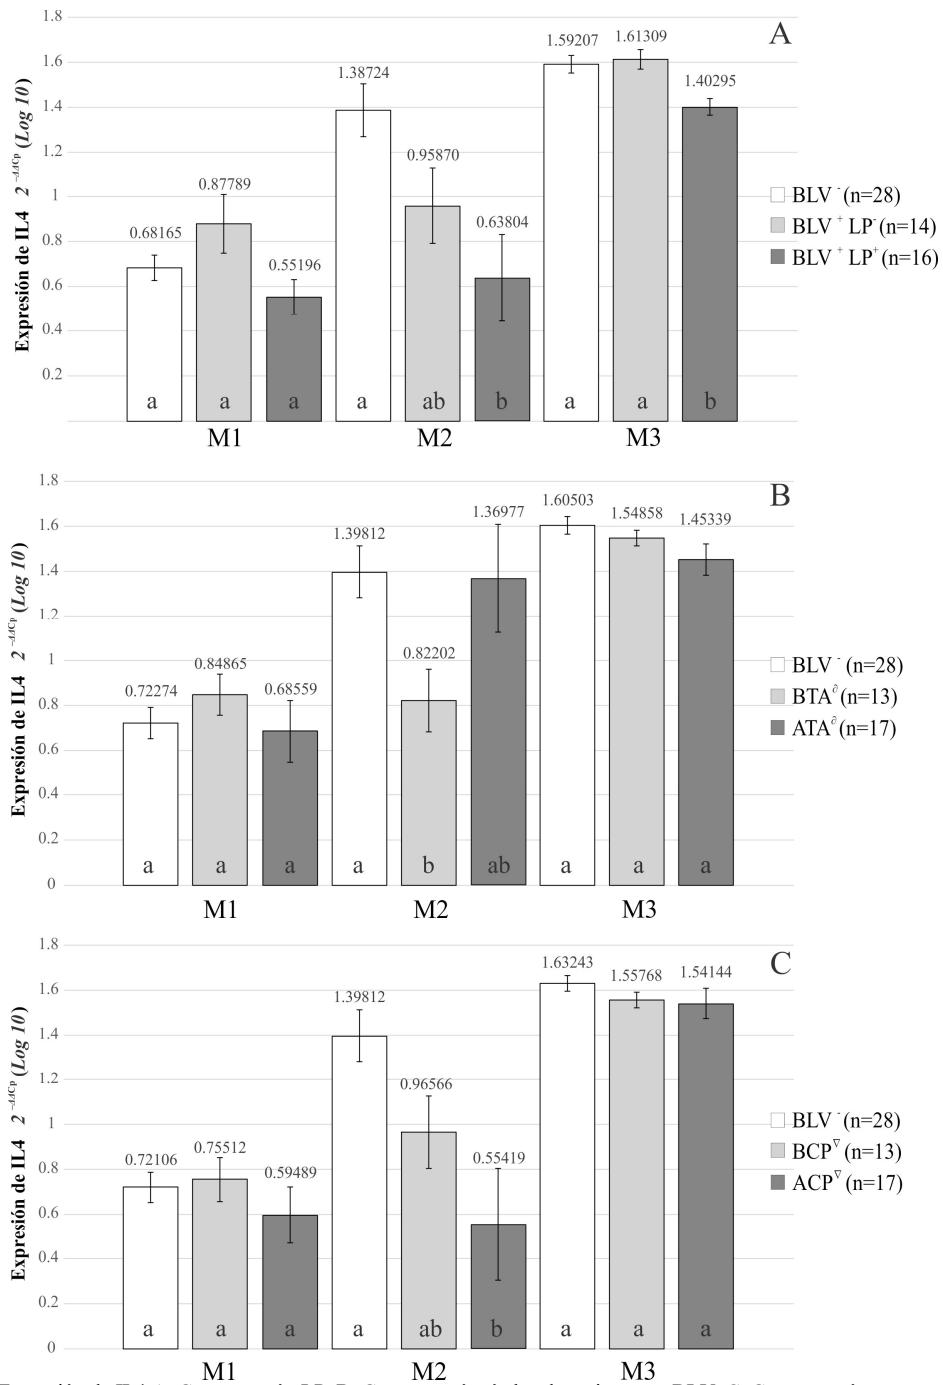 1.8
A
1.6
1.4
1.2
1
0.8
0.6
0.4
0.2
Expresión de IL4 2 -ΔΔCp (Log 10)
0.68165
0.87789
0.55196
1.38724
0.95870
0.63804
1.59207
1.61309
1.40295
a a a a ab b a a b
M1 M2 M3
BLV - (n=28)
BLV + LP - (n=14)
BLV + LP + (n=16)
1.8
B
1.6
1.4
1.2
1
0.8
0.6
0.4
0.2
0
Expresión de IL4 2 -ΔΔCp (Log 10)
0.72274
0.84865
0.68559
1.39812
0.82202
1.36977
1.60503
1.54858
1.45339
a a a a b ab a a a
M1 M2 M3
BLV - (n=28)
BTA∂ (n=13)
ATA∂ (n=17)
1.8
C
1.6
1.4
1.2
1
0.8
0.6
0.4
0.2
0
Expresión de IL4 2 -ΔΔCp (Log 10)
0.72106
0.75512
0.59489
1.39812
0.96566
0.55419
1.63243
1.55768
1.54144
a a a a ab b a a a
M1 M2 M3
BLV - (n=28)
BCP∇ (n=13)
ACP∇ (n=17)